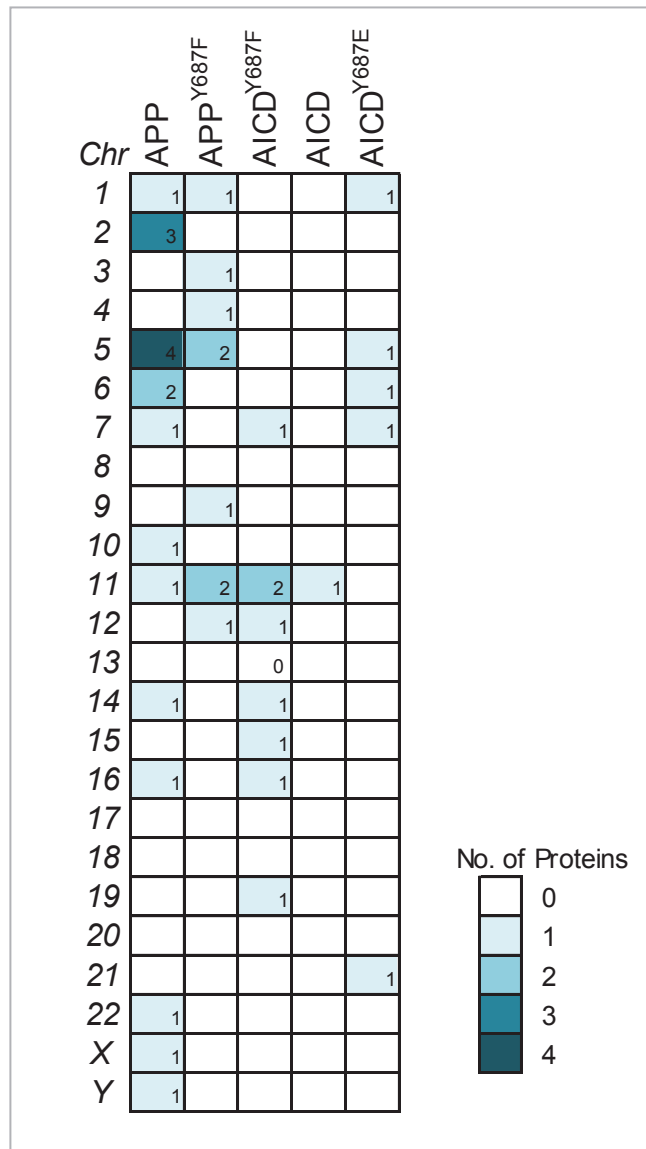 Chr APP APP^Y687F AICD^Y687F AICD AICD^Y687E
1 1 1 1
2 3
3 1
4 1
5 4 2 1
6 2 1
7 1 1 1
8
9 1
10 1
11 1 2 2 1
12 1 1
13 0
14 1 1
15 1
16 1 1
17
18
19 1
20
21 1
22 1
X 1
Y 1
No. of Proteins
0
1
2
3
4